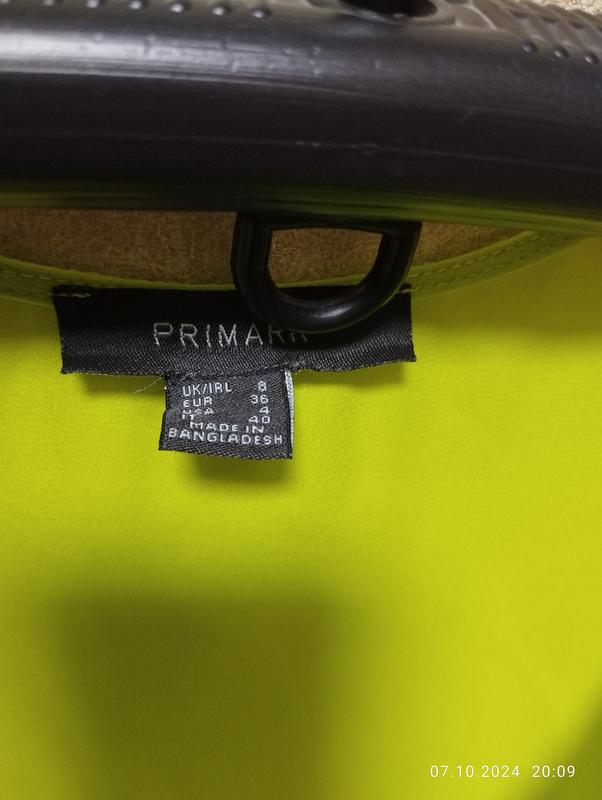 PRIMARK
UK/IRL 8
EUR 36
USA 4
IT 40
MADE IN
BANGLADESH
07.10.2024 20:09